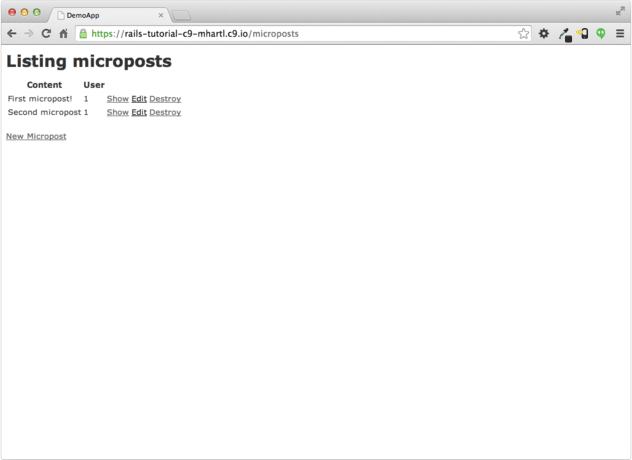 DemoApp
https://rails-tutorial-c9-mhartl.c9.io/microposts
Listing microposts
Content User
First micropost! 1 Show Edit Destroy
Second micropost 1 Show Edit Destroy
New Micropost